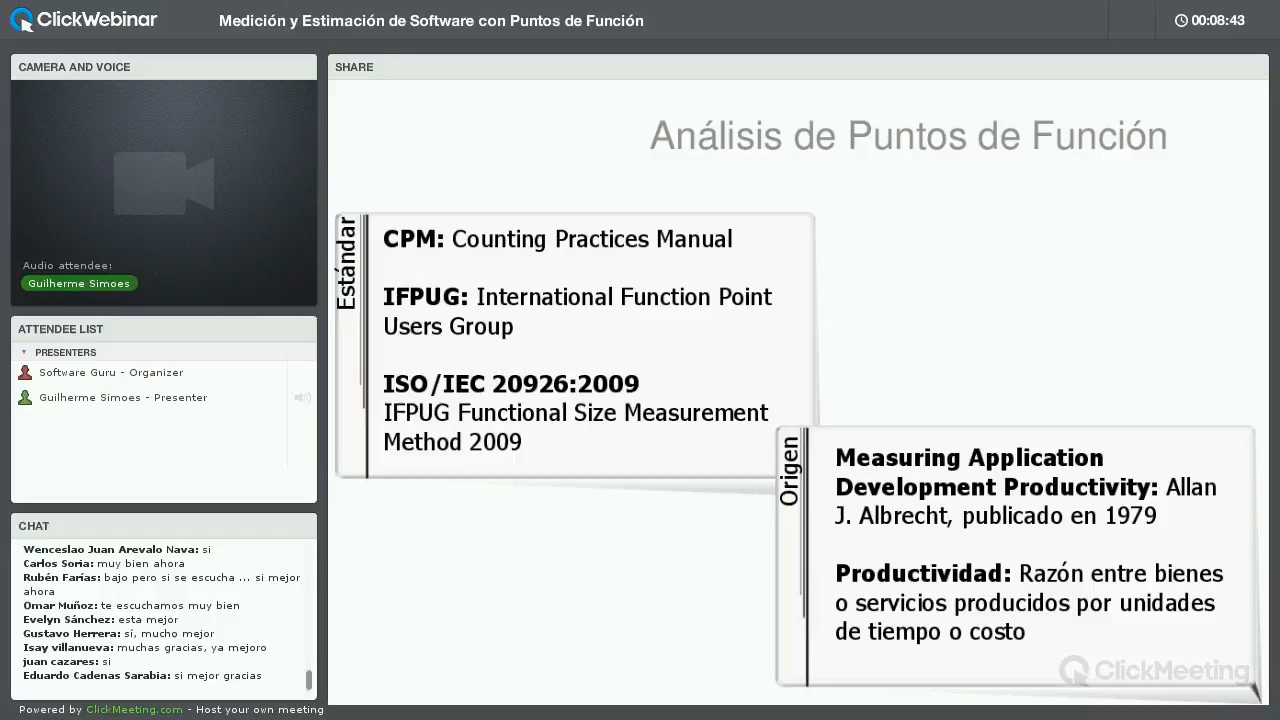 ClickWebinar
Medición y Estimación de Software con Puntos de Función
00:08:43
CAMERA AND VOICE
Audio attendee:
Guilherme Simoes
ATTENDEE LIST
PRESENTERS
Software Guru - Organizer
Guilherme Simoes - Presenter
CHAT
Wenceslao Juan Arevalo Nava: si
Carlos Soria: muy bien ahora
Rubén Farías: bajo pero si se escucha ... si mejor
ahora
Omar Muñoz: te escuchamos muy bien
Evelyn Sánchez: esta mejor
Gustavo Herrera: sí, mucho mejor
Isay villanueva: muchas gracias, ya mejoro
juan cazares: si
Eduardo Cadenas Sarabia: si mejor gracias
Powered by ClickMeeting.com - Host your own meeting
SHARE
Análisis de Puntos de Función
Estándar
CPM: Counting Practices Manual
IFPUG: International Function Point
Users Group
ISO/IEC 20926:2009
IFPUG Functional Size Measurement
Method 2009
Origen
Measuring Application
Development Productivity: Allan
J. Albrecht, publicado en 1979
Productividad: Razón entre bienes
o servicios producidos por unidades
de tiempo o costo
ClickMeeting